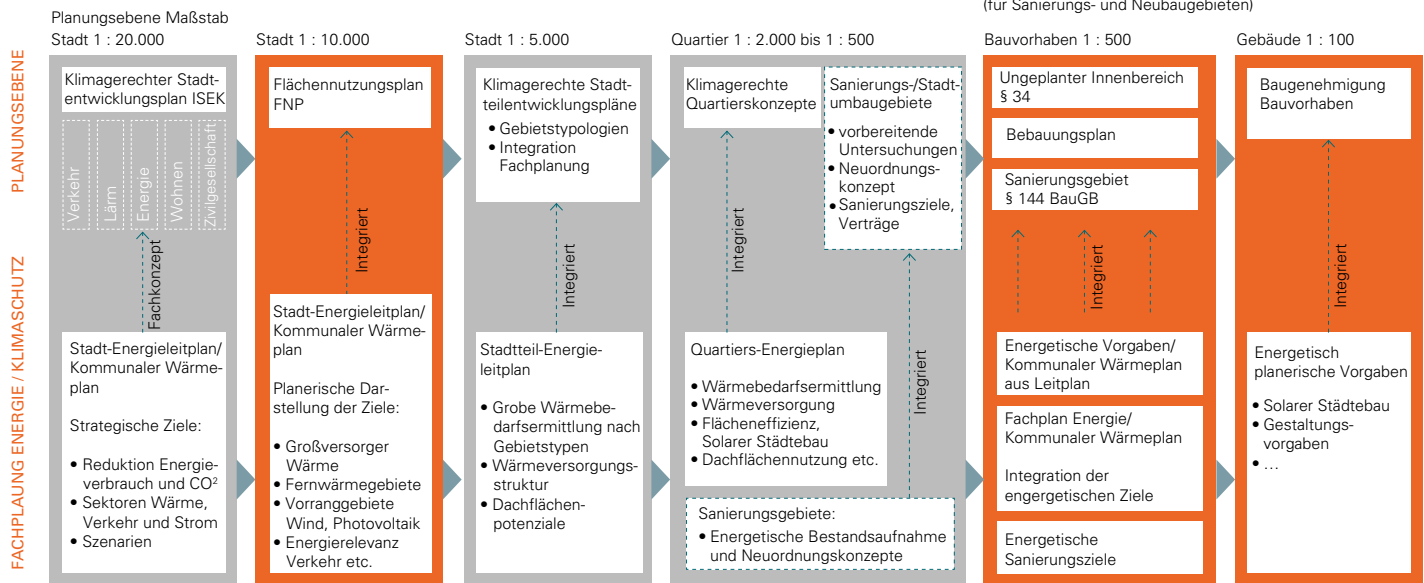 (für Sanierungs- und Neubaugebieten)
Planungsebene Maßstab
Stadt 1 : 20.000
Stadt 1 : 10.000
Stadt 1 : 5.000
Quartier 1 : 2.000 bis 1 : 500
Bauvorhaben 1 : 500
Gebäude 1 : 100
PLANUNGSEBENE
Klimagerechter Stadt-
entwicklungsplan ISEK
Verkehr
Lärm
Energie
Wohnen
Zivilgesellschaft
Flächennutzungsplan
FNP
Klimagerechte Stadt-
teilentwicklungspläne
• Gebietstypologien
• Integration
Fachplanung
Klimagerechte
Quartierskonzepte
Sanierungs-/Stadt-
umbaugebiete
• vorbereitende
Untersuchungen
• Neuordnungs-
konzept
• Sanierungsziele,
Verträge
Ungeplanter Innenbereich
§ 34
Bebauungsplan
Sanierungsgebiet
§ 144 BauGB
Baugenehmigung
Bauvorhaben
Fachkonzept
Integriert
Integriert
Integriert
Integriert
Integriert
Integriert
FACHPLAUNG ENERGIE / KLIMASCHUTZ
Stadt-Energieleitplan/
Kommunaler Wärme-
plan
Strategische Ziele:
• Reduktion Energie-
verbrauch und CO²
• Sektoren Wärme,
Verkehr und Strom
• Szenarien
Stadt-Energieleitplan/
Kommunaler Wärme-
plan
Planerische Dar-
stellung der Ziele:
• Großversorger
Wärme
• Fernwärmegebiete
• Vorranggebiete
Wind, Photovoltaik
• Energierelevanz
Verkehr etc.
Stadtteil-Energie-
leitplan
• Grobe Wärmebe-
darfsermittlung nach
Gebietstypen
• Wärmeversorgungs-
struktur
• Dachflächen-
potenziale
Quartiers-Energieplan
• Wärmebedarfsermittlung
• Wärmeversorgung
• Flächeneffizienz,
Solarer Städtebau
• Dachflächennutzung etc.
Sanierungsgebiete:
• Energetische Bestandsaufnahme
und Neuordnungskonzepte
Energetische Vorgaben/
Kommunaler Wärmeplan
aus Leitplan
Fachplan Energie/
Kommunaler Wärmeplan
Integration der
engergetischen Ziele
Energetische
Sanierungsziele
Energetisch
planerische Vorgaben
• Solarer Städtebau
• Gestaltungs-
vorgaben
• …